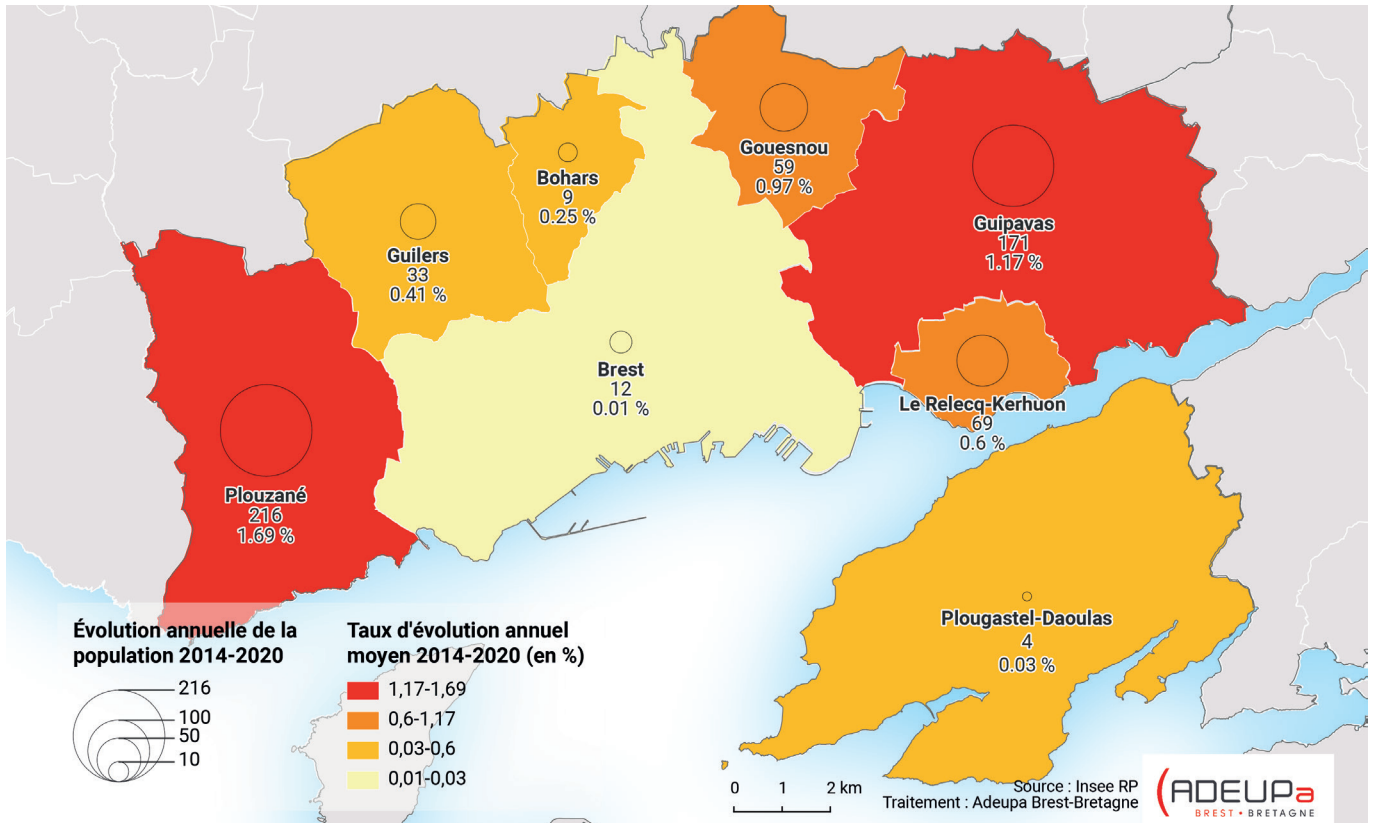 Gouesnou
59
0.97 %
Bohars
9
0.25 %
Guipavas
171
1.17 %
Guilers
33
0.41 %
Brest
12
0.01 %
Le Relecq-Kerhuon
69
0.6 %
Plouzané
216
1.69 %
Plougastel-Daoulas
4
0.03 %
Évolution annuelle de la
population 2014-2020
216
100
50
10
Taux d'évolution annuel
moyen 2014-2020 (en %)
1,17-1,69
0,6-1,17
0,03-0,6
0,01-0,03
0 1 2 km
Source : Insee RP
Traitement : Adeupa Brest-Bretagne
ADEUPa
BREST • BRETAGNE